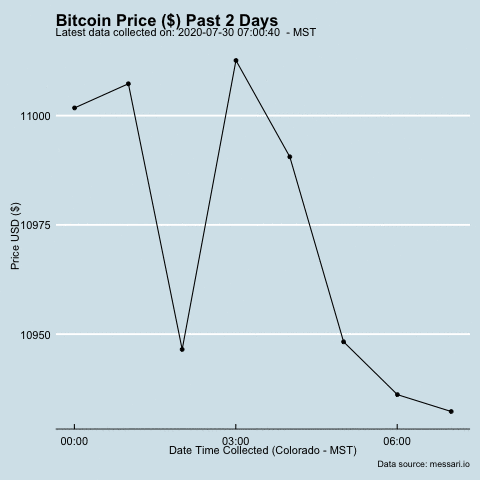 Bitcoin Price ($) Past 2 Days
Latest data collected on: 2020-07-30 07:00:40  - MST
Price USD ($)
11000
10975
10950
00:00 03:00 06:00
Date Time Collected (Colorado - MST)
Data source: messari.io